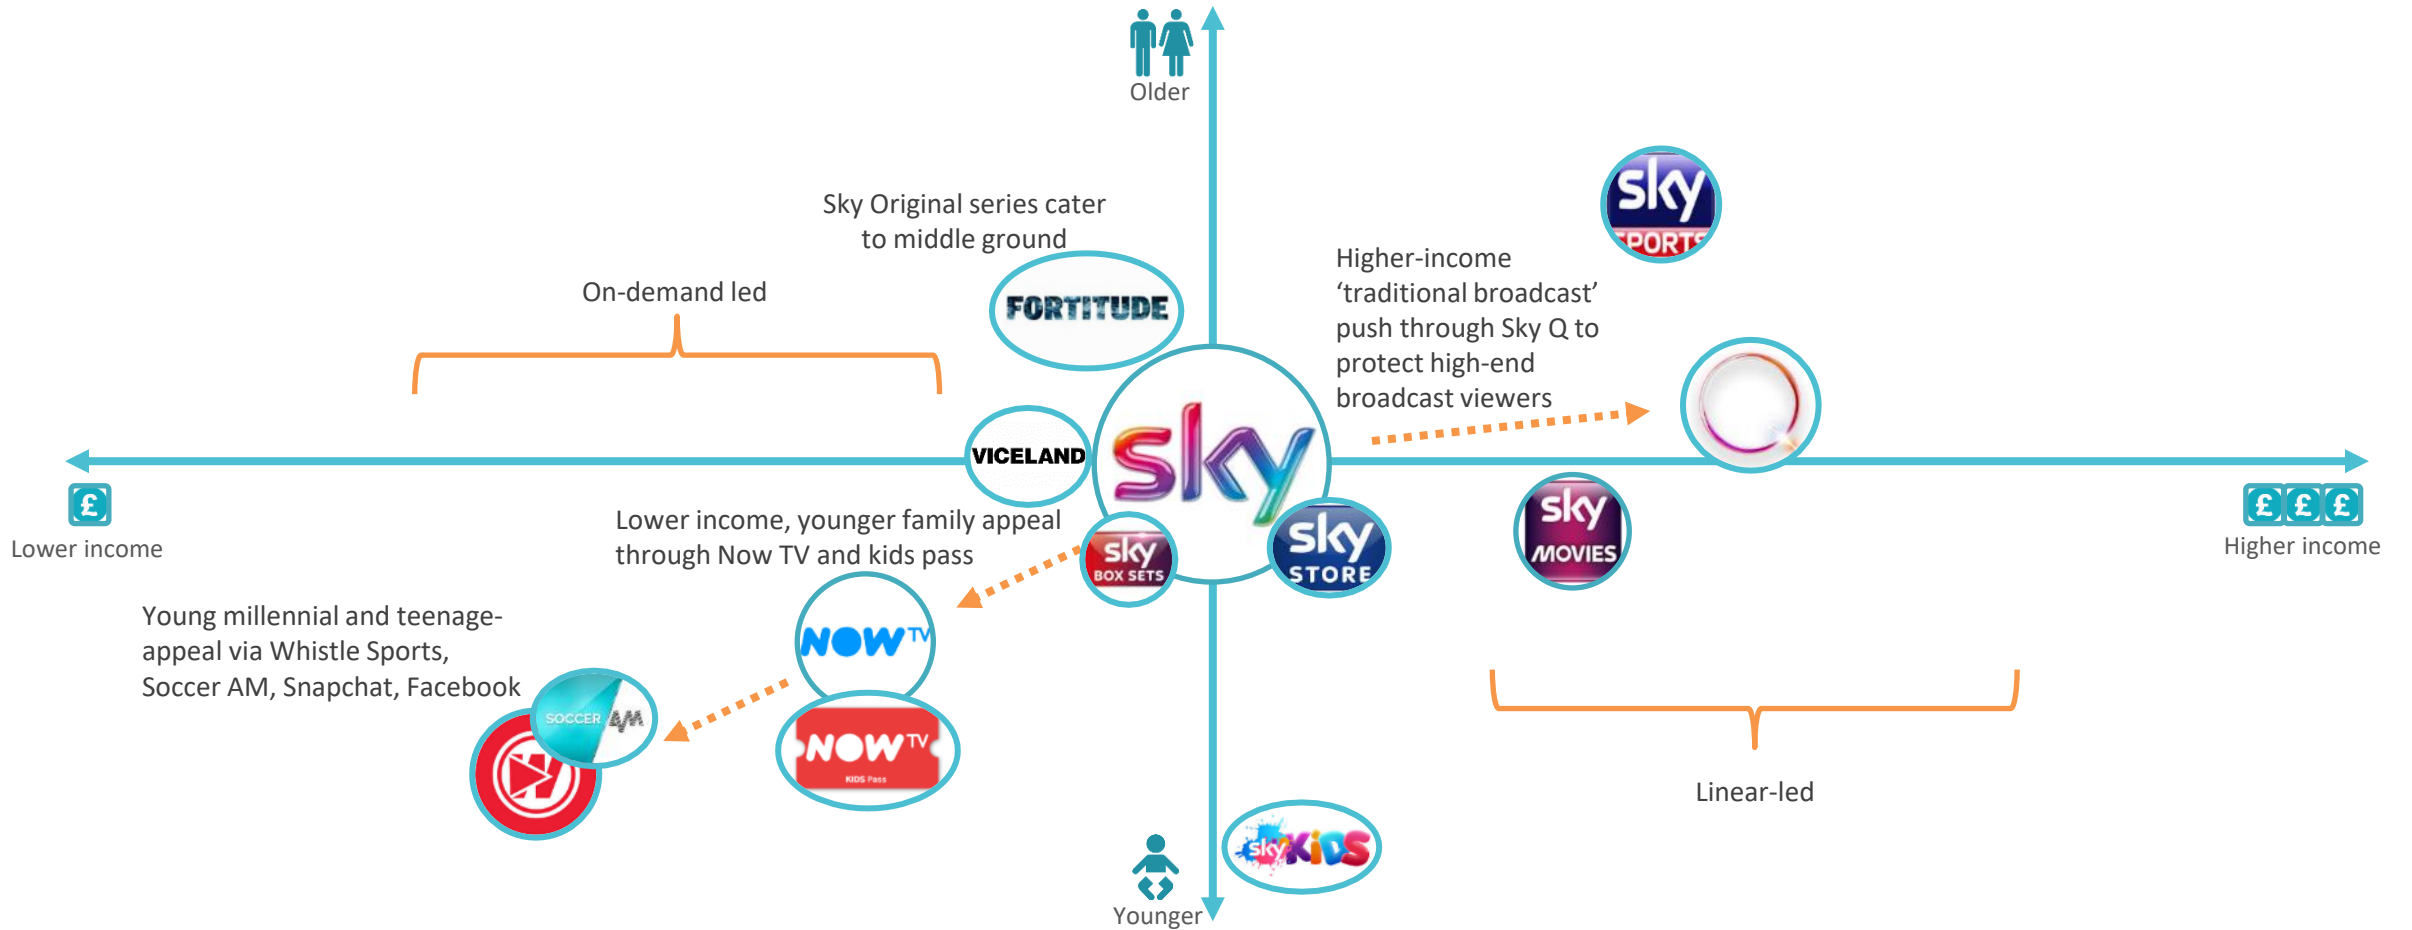 Older
sky
SPORTS
Sky Original series cater
to middle ground
Higher-income
‘traditional broadcast’
push through Sky Q to
protect high-end
broadcast viewers
On-demand led
FORTITUDE
VICELAND
sky
£
£ £ £
Lower income
Higher income
sky
MOVIES
Lower income, younger family appeal
through Now TV and kids pass
sky
BOX SETS
sky
STORE
Young millennial and teenage-
appeal via Whistle Sports,
Soccer AM, Snapchat, Facebook
NOW TV
SOCCER AM
W
NOW TV
KIDS Pass
Linear-led
sky KiDS
Younger